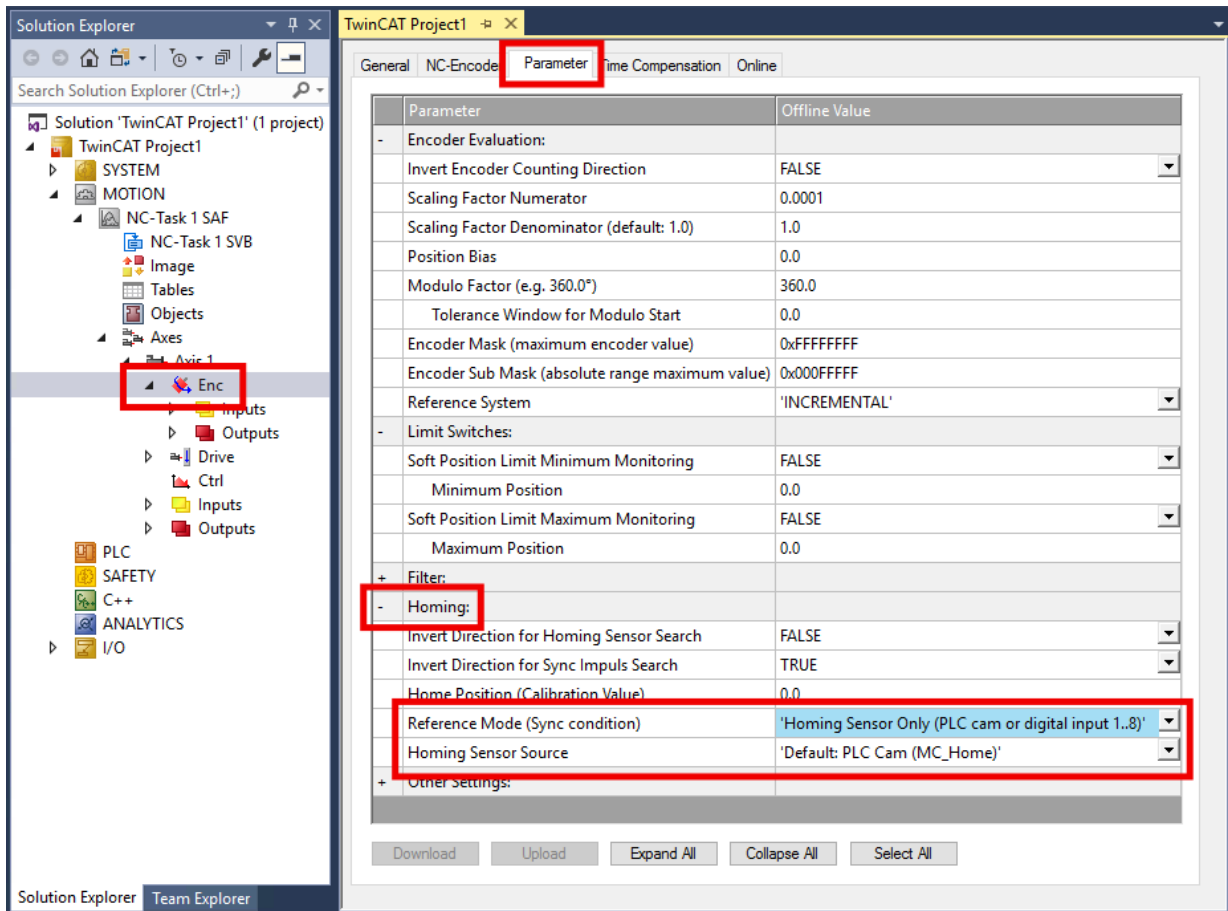 Solution Explorer
Search Solution Explorer (Ctrl+;)
Solution 'TwinCAT Project1' (1 project)
TwinCAT Project1
SYSTEM
MOTION
NC-Task 1 SAF
NC-Task 1 SVB
Image
Tables
Objects
Axes
Axis 1
Enc
Inputs
Outputs
Drive
Ctrl
Inputs
Outputs
PLC
SAFETY
C++
ANALYTICS
I/O
Solution Explorer Team Explorer
TwinCAT Project1
General NC-Encode Parameter Time Compensation Online
Parameter Offline Value
- Encoder Evaluation:
Invert Encoder Counting Direction FALSE
Scaling Factor Numerator 0.0001
Scaling Factor Denominator (default: 1.0) 1.0
Position Bias 0.0
Modulo Factor (e.g. 360.0°) 360.0
Tolerance Window for Modulo Start 0.0
Encoder Mask (maximum encoder value) 0xFFFFFFFF
Encoder Sub Mask (absolute range maximum value) 0x000FFFFF
Reference System 'INCREMENTAL'
- Limit Switches:
Soft Position Limit Minimum Monitoring FALSE
Minimum Position 0.0
Soft Position Limit Maximum Monitoring FALSE
Maximum Position 0.0
+ Filter:
- Homing:
Invert Direction for Homing Sensor Search FALSE
Invert Direction for Sync Impuls Search TRUE
Home Position (Calibration Value) 0.0
Reference Mode (Sync condition) 'Homing Sensor Only (PLC cam or digital input 1..8)'
Homing Sensor Source 'Default: PLC Cam (MC_Home)'
+ Other Settings:
Download Upload Expand All Collapse All Select All